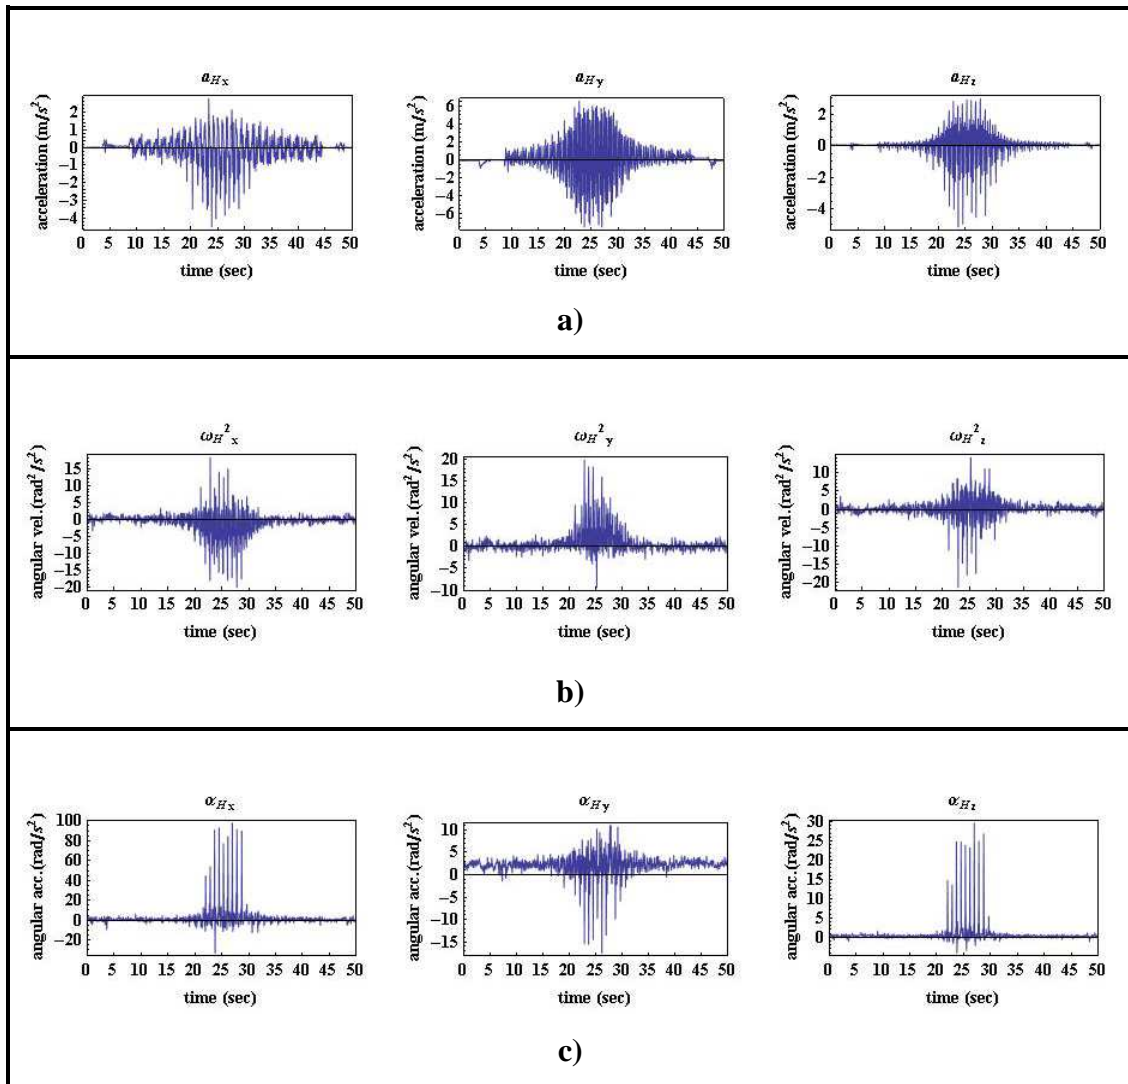 a_Hx a_Hy a_Hz
acceleration (m/s²) 2 1 0 −1 −2 −3 −4
0 5 10 15 20 25 30 35 40 45 50
time (sec)
acceleration (m/s²) 6 4 2 0 −2 −4 −6
0 5 10 15 20 25 30 35 40 45 50
time (sec)
acceleration (m/s²) 2 0 −2 −4
0 5 10 15 20 25 30 35 40 45 50
time (sec)
a)
ω_H²_x ω_H²_y ω_H²_z
angular vel.(rad²/s²) 15 10 5 0 −5 −10 −15 −20
0 5 10 15 20 25 30 35 40 45 50
time (sec)
angular vel.(rad²/s²) 20 15 10 5 0 −5 −10
0 5 10 15 20 25 30 35 40 45 50
time (sec)
angular vel.(rad²/s²) 10 5 0 −5 −10 −15 −20
0 5 10 15 20 25 30 35 40 45 50
time (sec)
b)
α_Hx α_Hy α_Hz
angular acc.(rad/s²) 100 80 60 40 20 0 −20
0 5 10 15 20 25 30 35 40 45 50
time (sec)
angular acc.(rad/s²) 10 5 0 −5 −10 −15
0 5 10 15 20 25 30 35 40 45 50
time (sec)
angular acc.(rad/s²) 30 25 20 15 10 5 0
0 5 10 15 20 25 30 35 40 45 50
time (sec)
c)